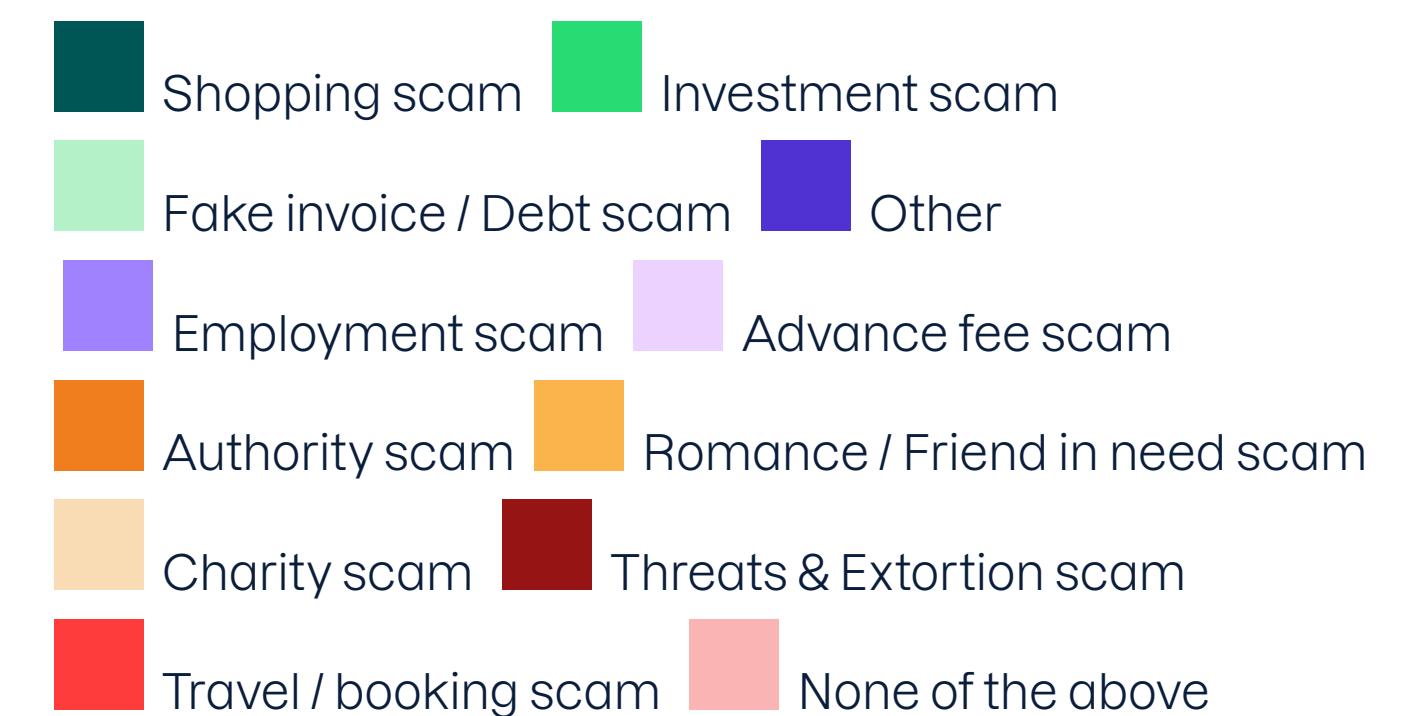 Shopping scam Investment scam
Fake invoice / Debt scam Other
Employment scam Advance fee scam
Authority scam Romance / Friend in need scam
Charity scam Threats & Extortion scam
Travel / booking scam None of the above